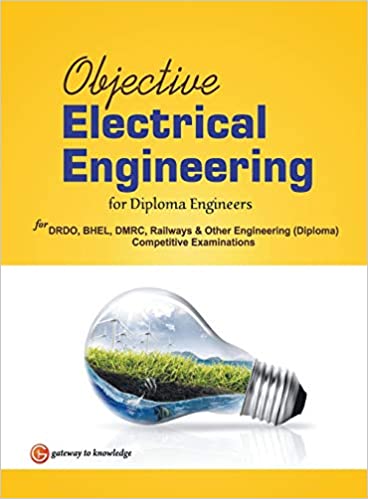 Objective
Electrical
Engineering
for Diploma Engineers
for DRDO, BHEL, DMRC, Railways & Other Engineering (Diploma)
Competitive Examinations
gateway to knowledge